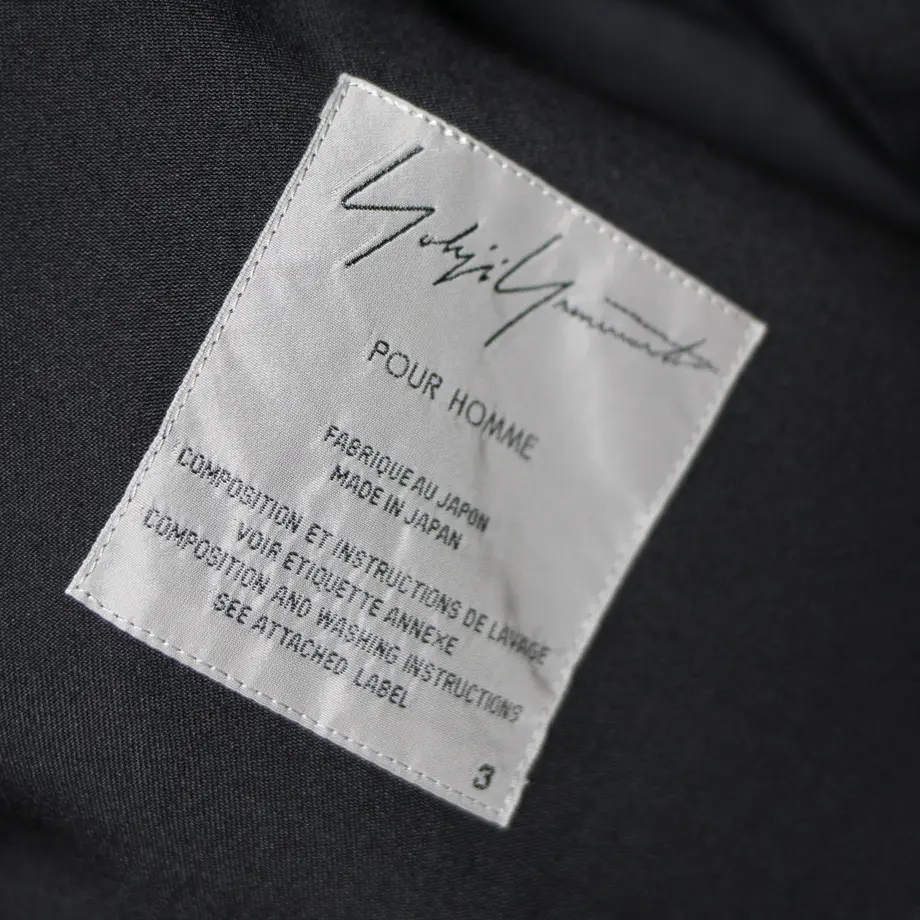 Yohji Yamamoto
POUR HOMME
FABRIQUE AU JAPON
MADE IN JAPAN
COMPOSITION ET INSTRUCTIONS DE LAVAGE
VOIR ETIQUETTE ANNEXE
COMPOSITION AND WASHING INSTRUCTIONS
SEE ATTACHED LABEL
3